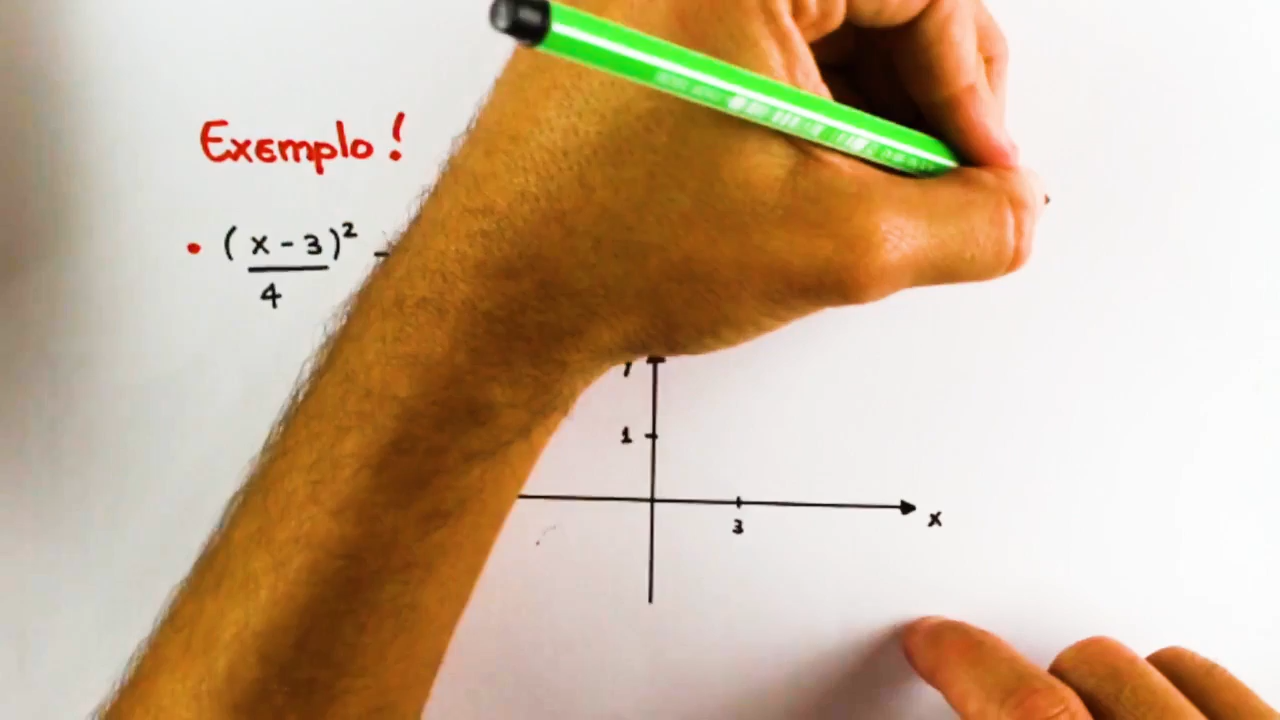 Exemplo!
• (x - 3)² -
4
y
1
3
x